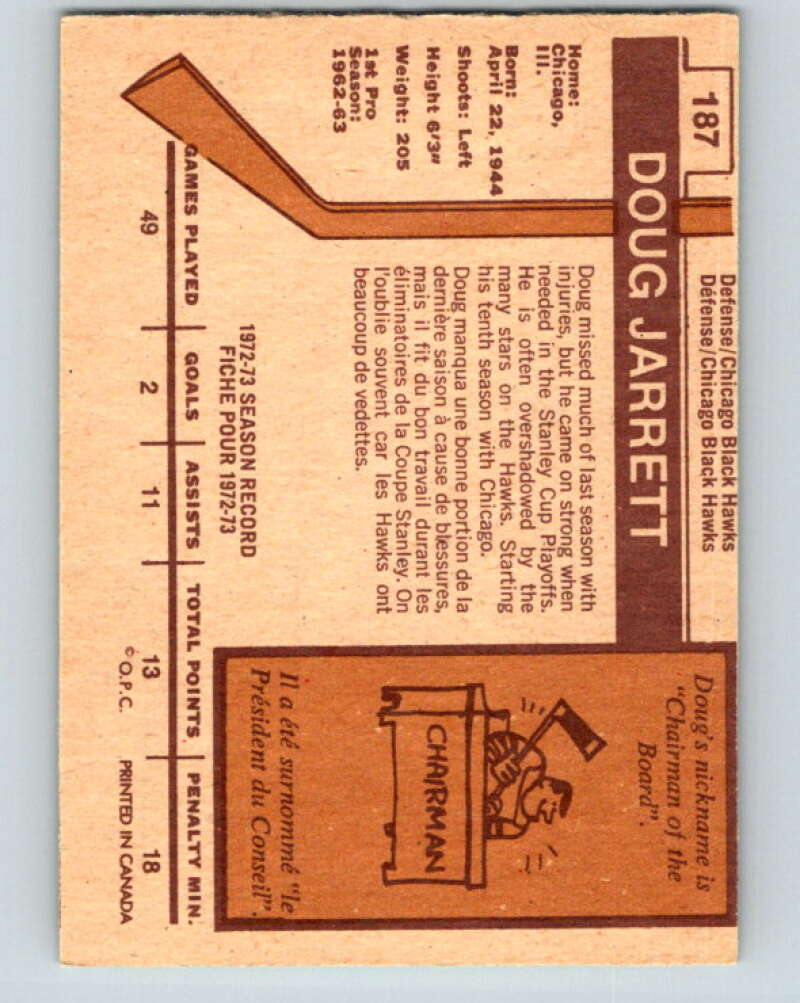 187
Defense/Chicago Black Hawks
Défense/Chicago Black Hawks
DOUG JARRETT
Home:
Chicago,
Ill.
Born:
April 22, 1944
Shoots: Left
Height 6'3"
Weight: 205
1st Pro
Season:
1962-63
Doug missed much of last season with
injuries, but he came on strong when
needed in the Stanley Cup Playoffs.
He is often overshadowed by the
many stars on the Hawks. Starting
his tenth season with Chicago.
Doug manqua une bonne portion de la
dernière saison à cause de blessures,
mais il fit du bon travail durant les
éliminatoires de la Coupe Stanley. On
l'oublie souvent car les Hawks ont
beaucoup de vedettes.
Doug's nickname is
"Chairman of the
Board".
CHAIRMAN
Il a été surnommé "le
Président du Conseil".
1972-73 SEASON RECORD
FICHE POUR 1972-73
GAMES PLAYED GOALS ASSISTS TOTAL POINTS PENALTY MIN.
49 2 11 13 18
© O.P.C. PRINTED IN CANADA